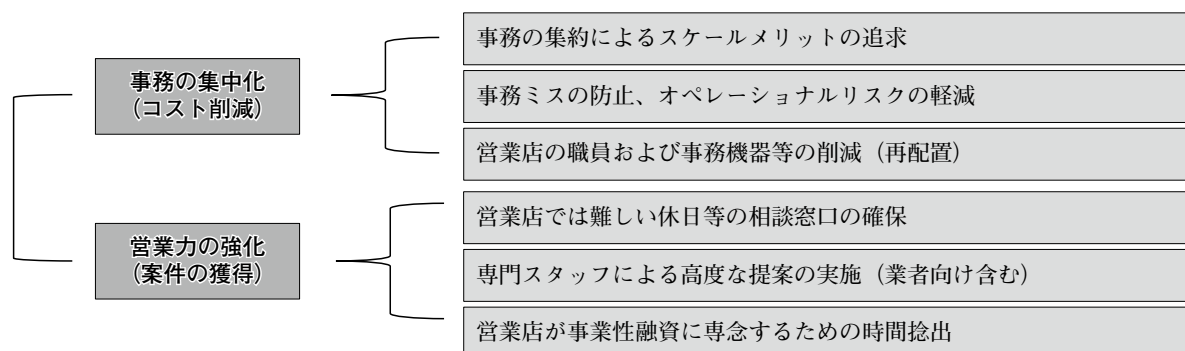 事務の集中化
(コスト削減)
事務の集約によるスケールメリットの追求
事務ミスの防止、オペレーショナルリスクの軽減
営業店の職員および事務機器等の削減（再配置）
営業力の強化
(案件の獲得)
営業店では難しい休日等の相談窓口の確保
専門スタッフによる高度な提案の実施（業者向け含む）
営業店が事業性融資に専念するための時間捻出